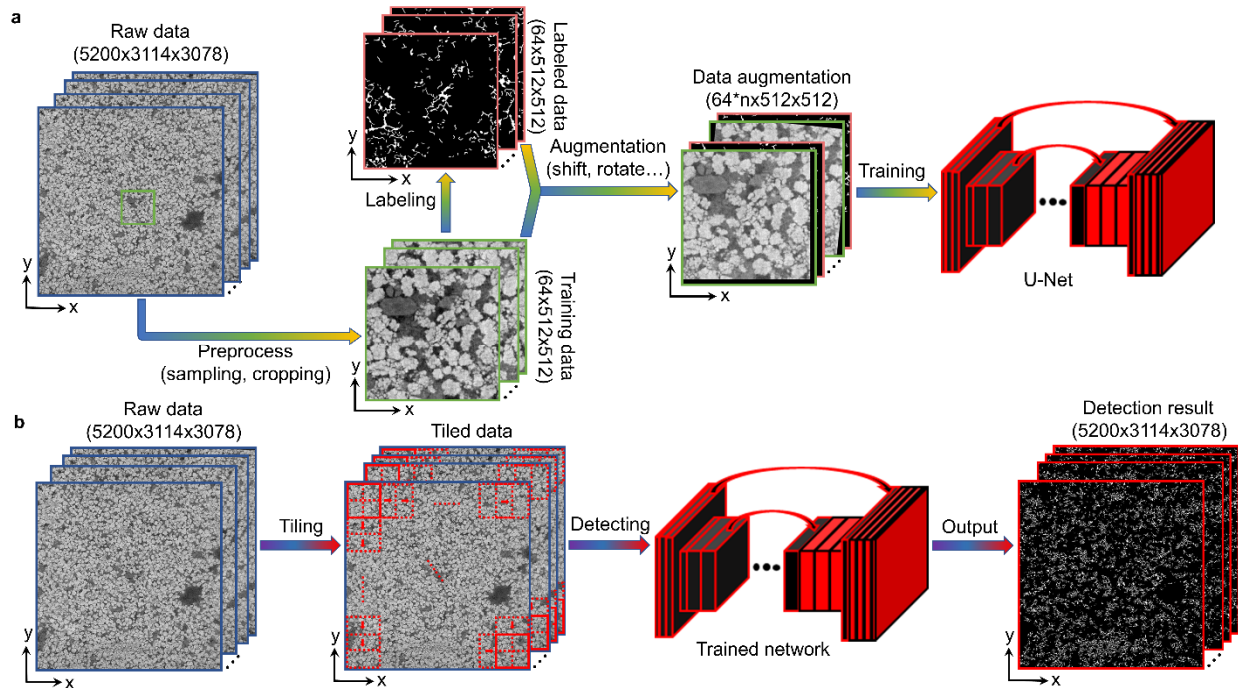 a
Raw data
(5200x3114x3078)
y
x
Preprocess
(sampling, cropping)
Labeled data
(64x512x512)
y
x
Labeling
Training data
(64x512x512)
y
x
Augmentation
(shift, rotate…)
Data augmentation
(64*nx512x512)
y
x
Training
U-Net
b
Raw data
(5200x3114x3078)
y
x
Tiling
Tiled data
y
x
Detecting
Trained network
Output
Detection result
(5200x3114x3078)
y
x